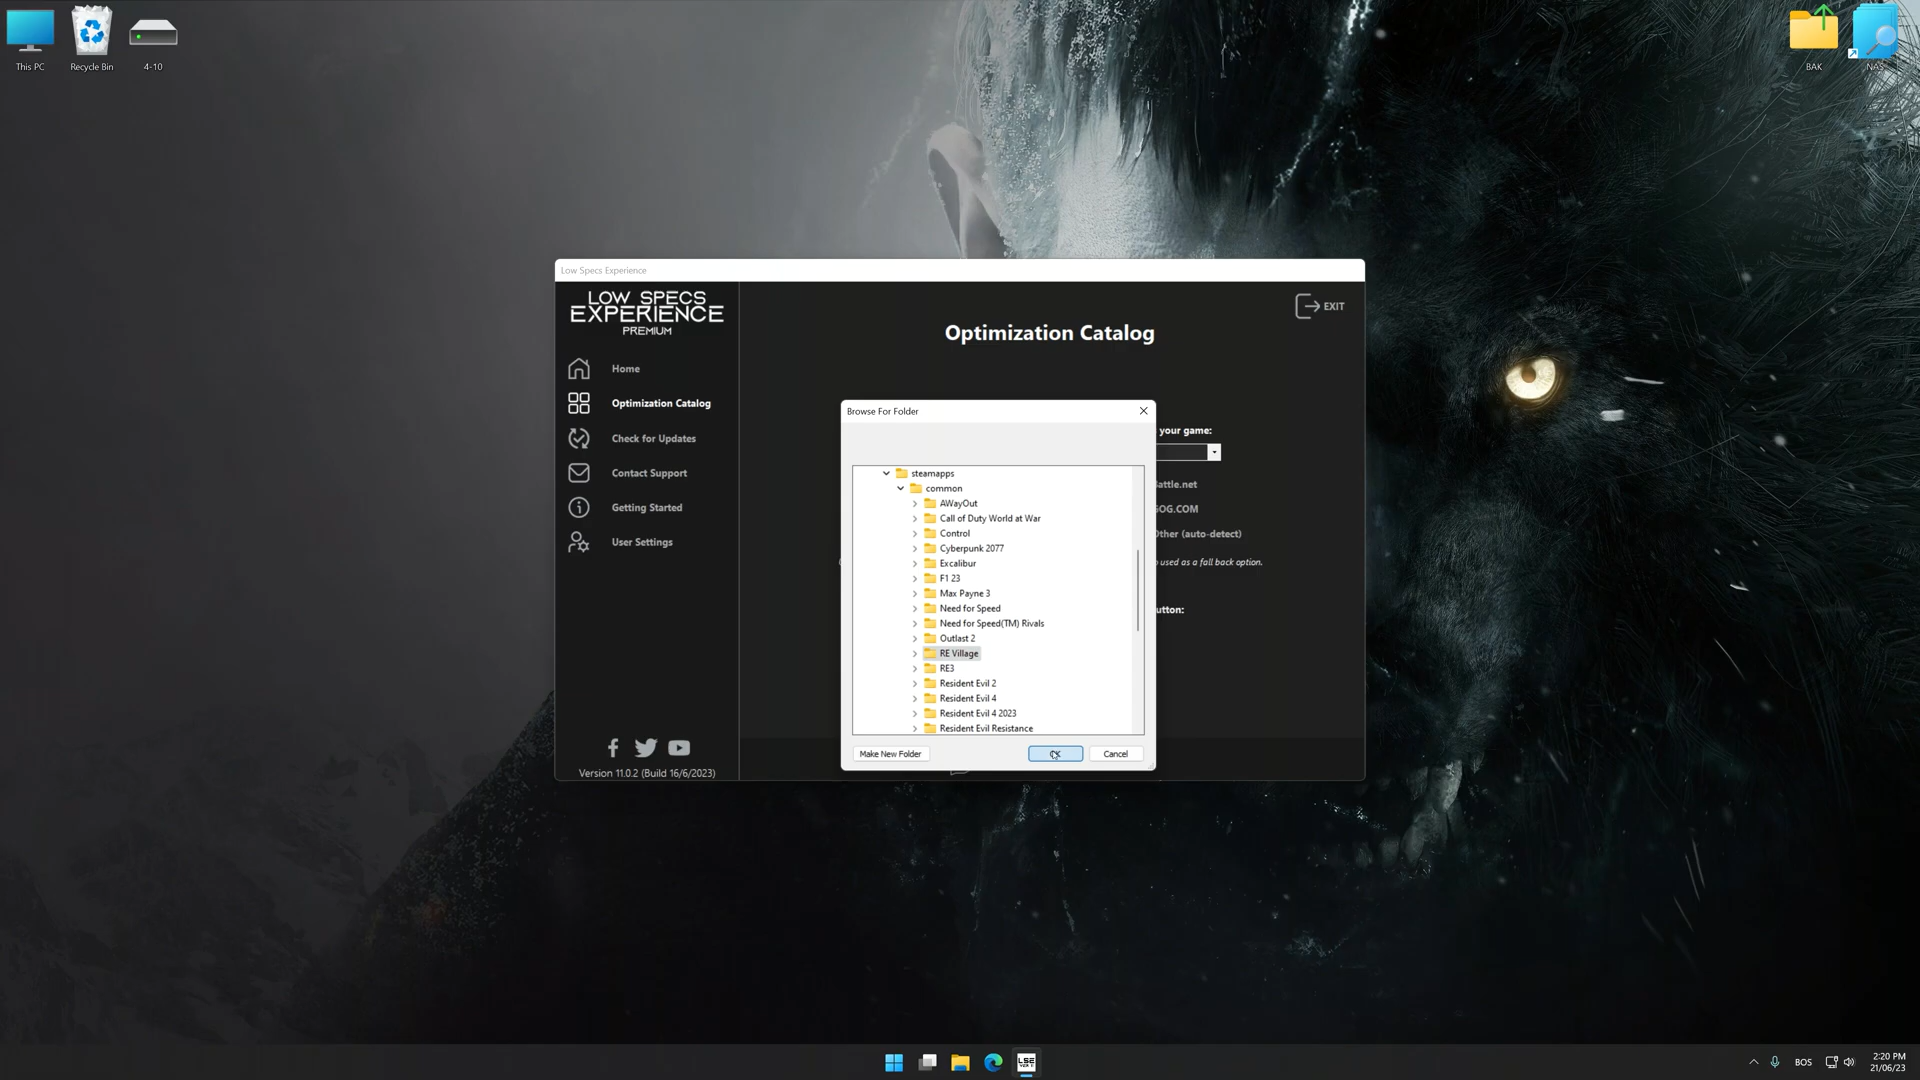 This PC
Recycle Bin
4-10
BAK
NAS
Low Specs Experience
LOW SPECS
EXPERIENCE
PREMIUM
EXIT
Optimization Catalog
Home
Optimization Catalog
Check for Updates
Contact Support
Getting Started
User Settings
Version 11.0.2 (Build 16/6/2023)
Browse For Folder
your game:
attle.net
GOG.COM
Other (auto-detect)
used as a fall back option.
utton:
steamapps
common
AWayOut
Call of Duty World at War
Control
Cyberpunk 2077
Excalibur
F1 23
Max Payne 3
Need for Speed
Need for Speed(TM) Rivals
Outlast 2
RE Village
RE3
Resident Evil 2
Resident Evil 4
Resident Evil 4 2023
Resident Evil Resistance
Make New Folder
OK
Cancel
LSE
VER 11
BOS
2:20 PM
21/06/23